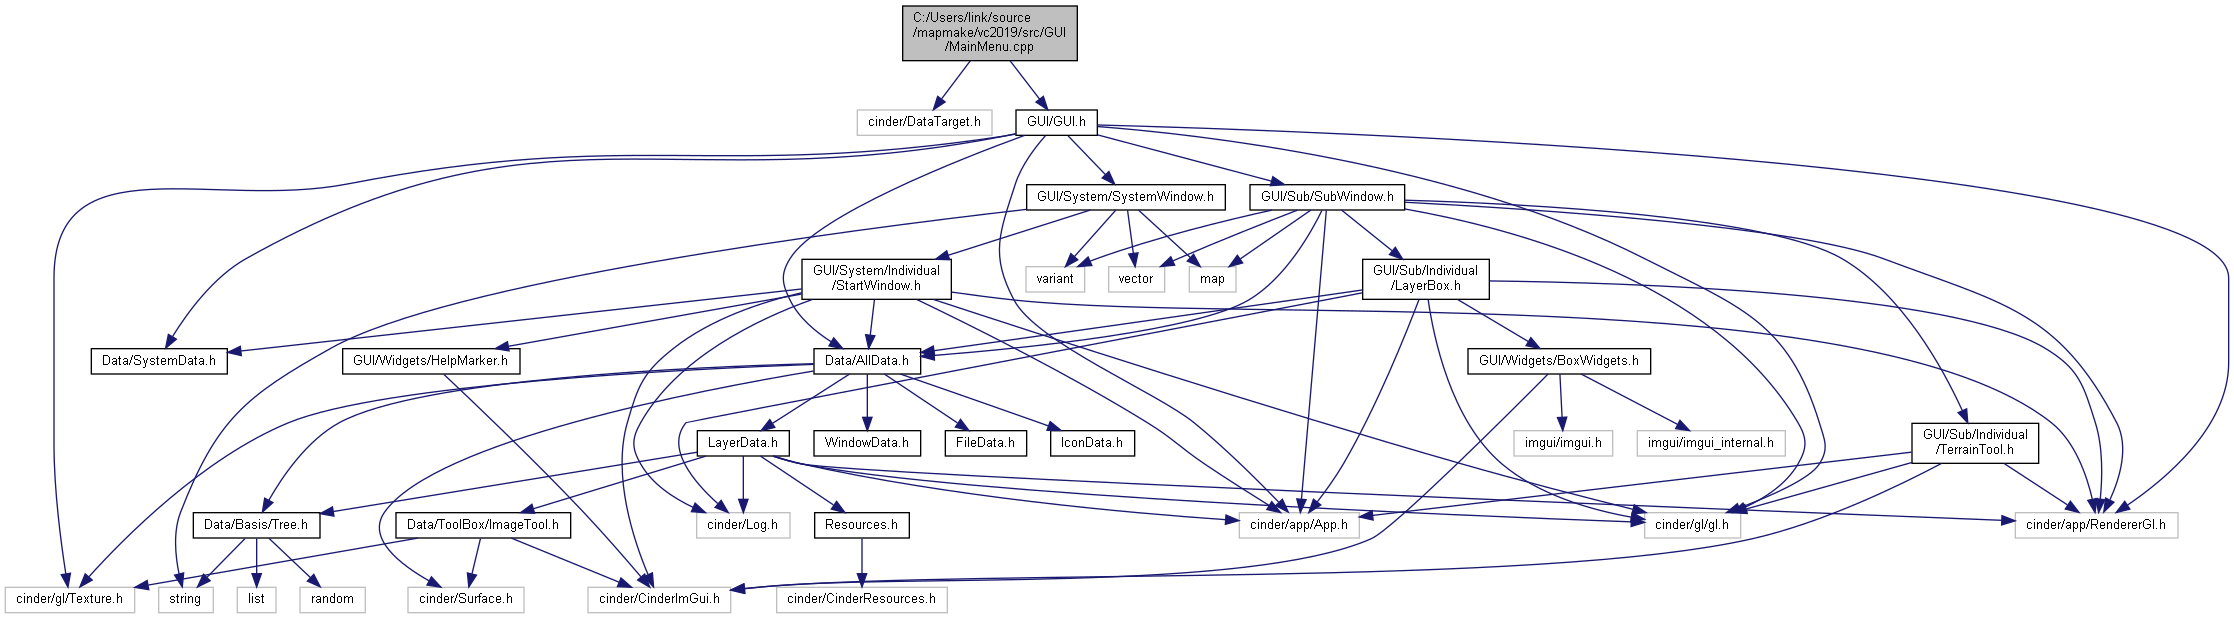 C:/Users/link/source
/mapmake/vc2019/src/GUI
/MainMenu.cpp
cinder/DataTarget.h
GUI/GUI.h
GUI/System/SystemWindow.h
GUI/Sub/SubWindow.h
GUI/System/Individual
/StartWindow.h
variant
vector
map
GUI/Sub/Individual
/LayerBox.h
Data/SystemData.h
GUI/Widgets/HelpMarker.h
Data/AllData.h
GUI/Widgets/BoxWidgets.h
LayerData.h
WindowData.h
FileData.h
IconData.h
imgui/imgui.h
imgui/imgui_internal.h
GUI/Sub/Individual
/TerrainTool.h
Data/Basis/Tree.h
Data/ToolBox/ImageTool.h
cinder/Log.h
Resources.h
cinder/app/App.h
cinder/gl/gl.h
cinder/app/RendererGl.h
cinder/gl/Texture.h
string
list
random
cinder/Surface.h
cinder/CinderImGui.h
cinder/CinderResources.h